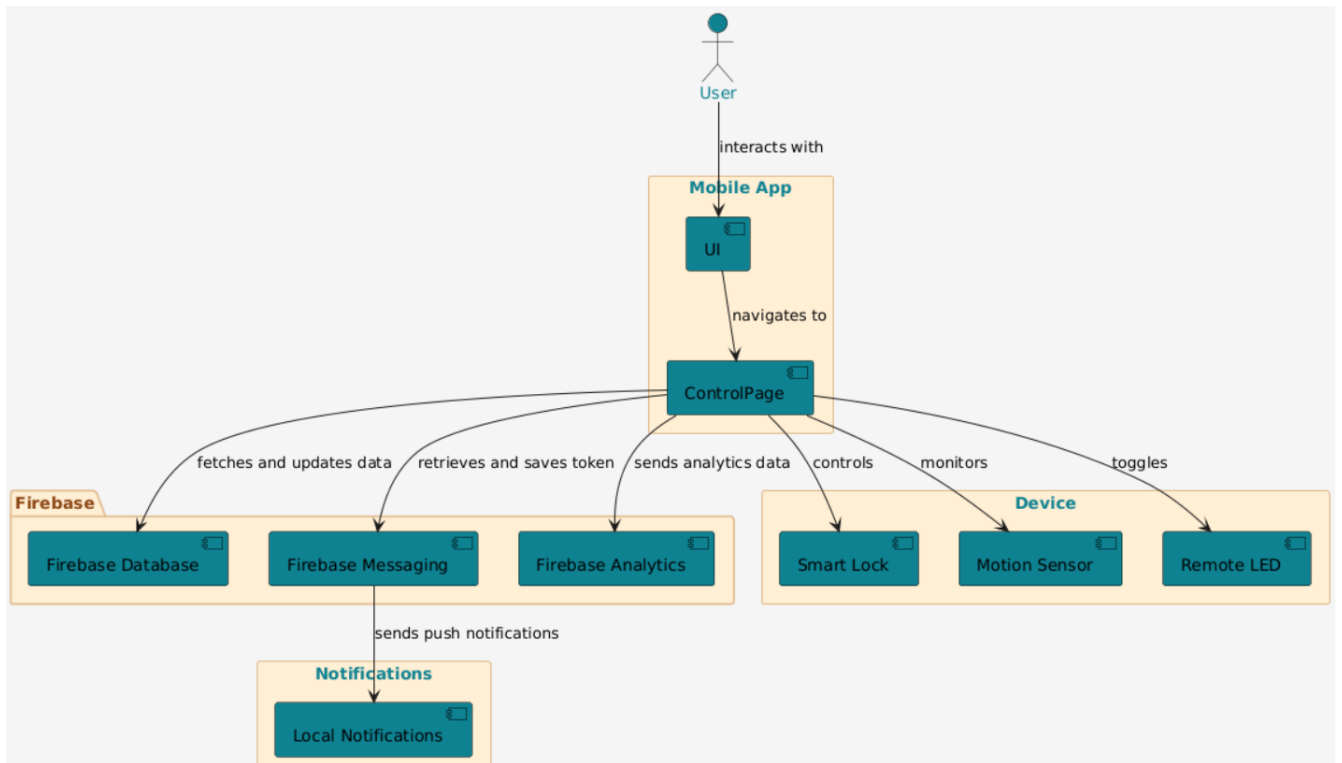 User
interacts with
Mobile App
UI
navigates to
ControlPage
fetches and updates data
retrieves and saves token
sends analytics data
controls
monitors
toggles
Firebase
Device
Firebase Database
Firebase Messaging
Firebase Analytics
Smart Lock
Motion Sensor
Remote LED
sends push notifications
Notifications
Local Notifications